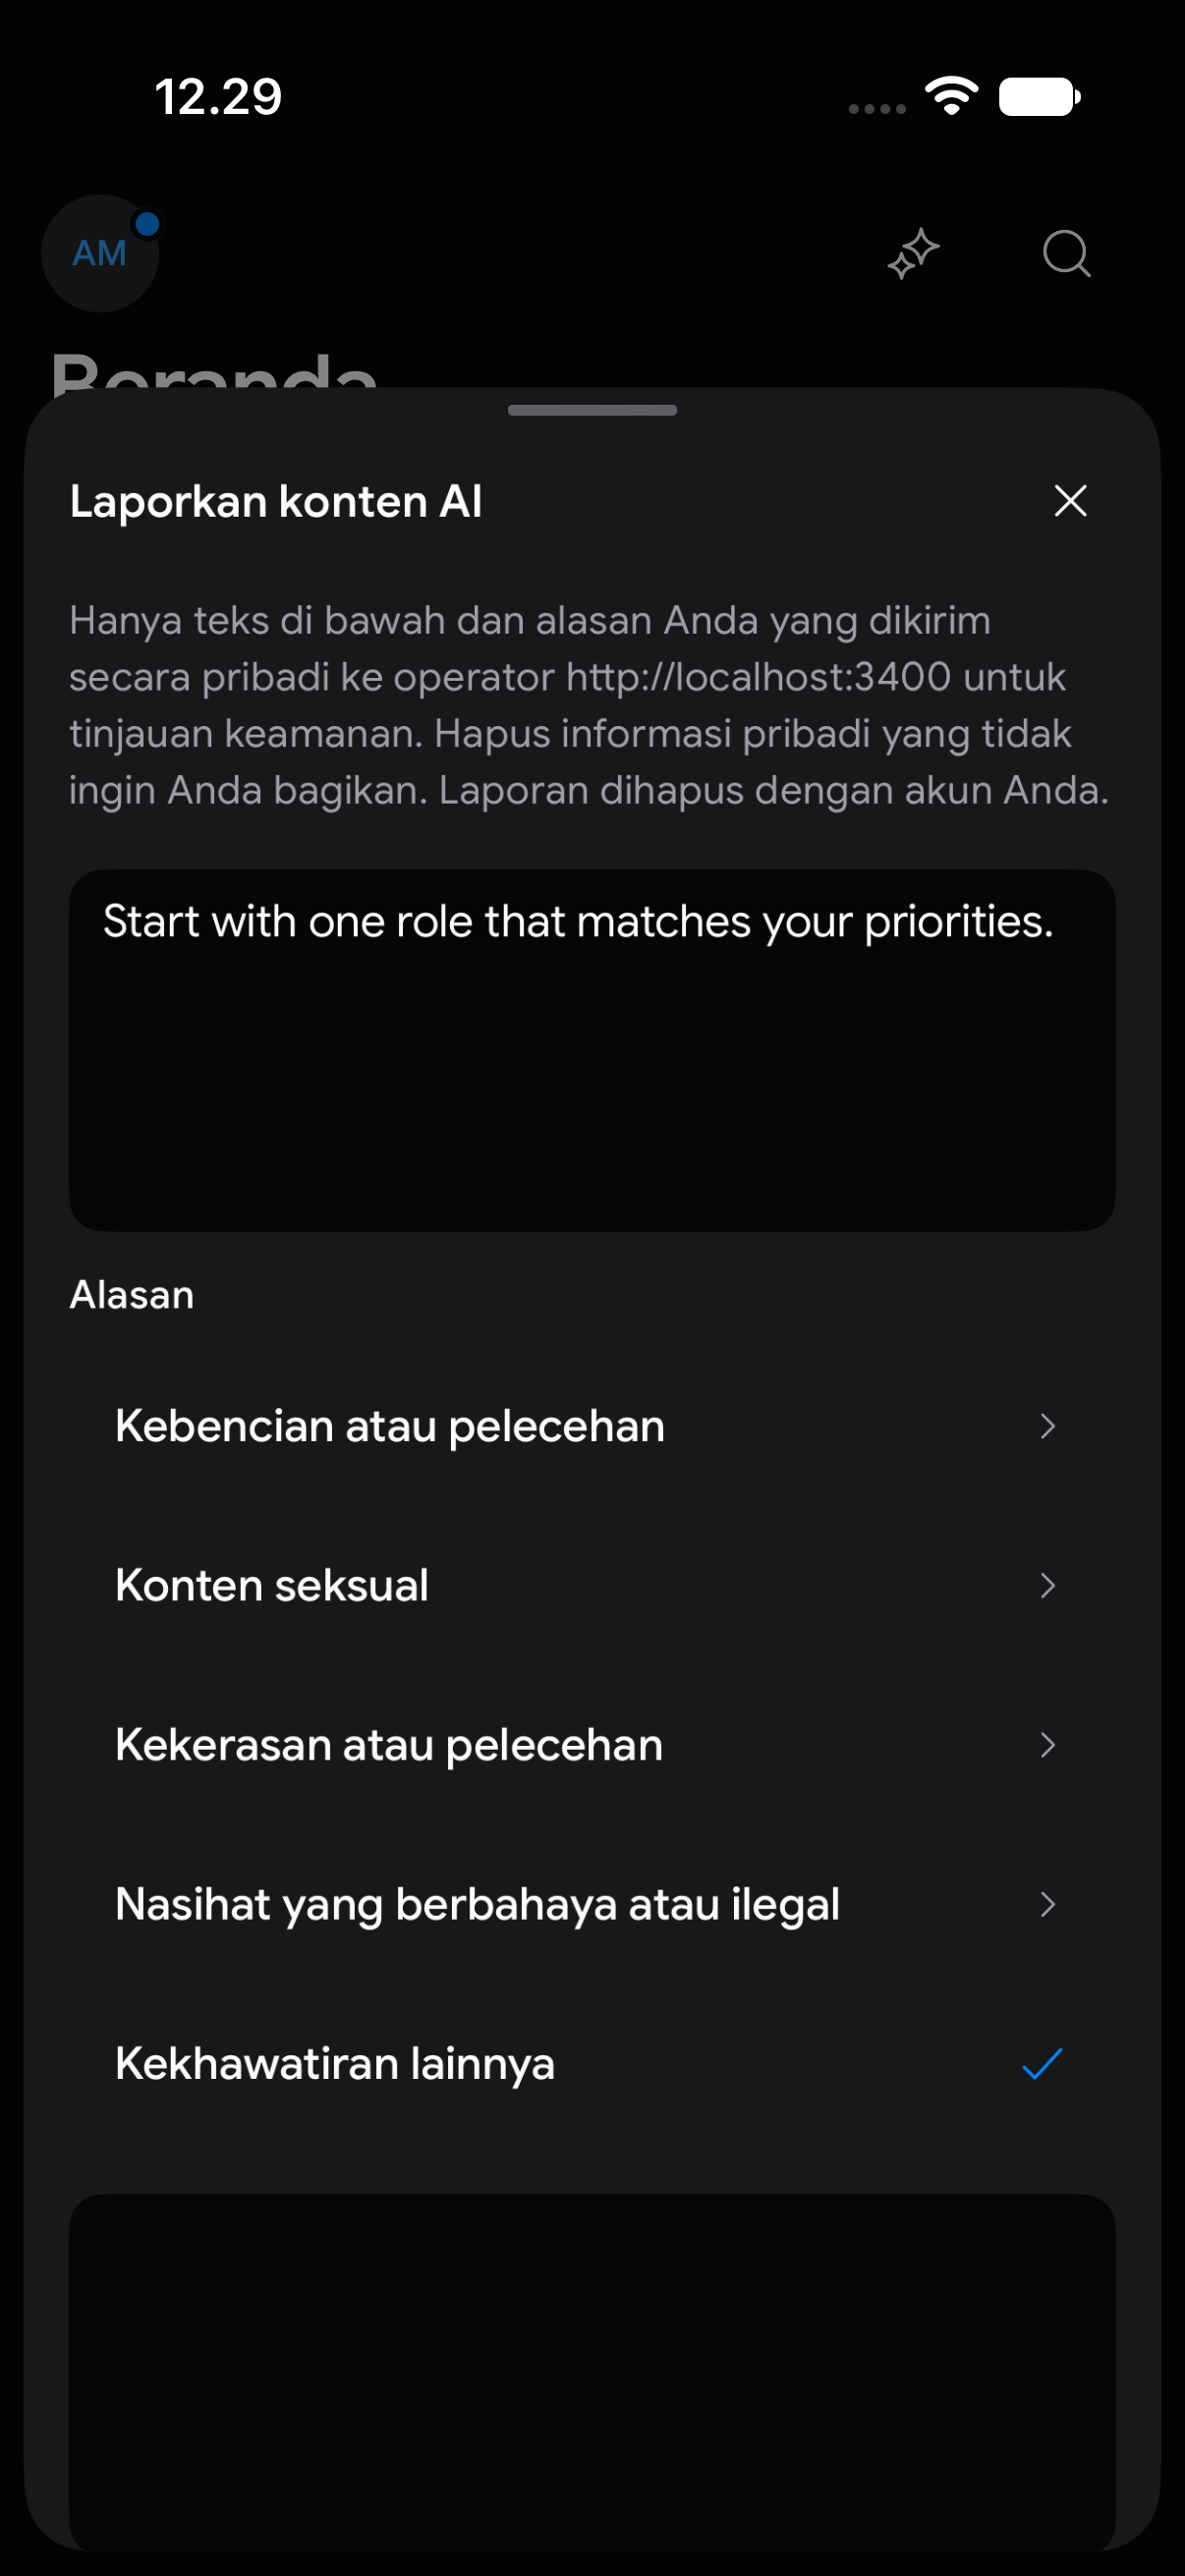 12.29
AM
Beranda
Laporkan konten AI
Hanya teks di bawah dan alasan Anda yang dikirim
secara pribadi ke operator http://localhost:3400 untuk
tinjauan keamanan. Hapus informasi pribadi yang tidak
ingin Anda bagikan. Laporan dihapus dengan akun Anda.
Start with one role that matches your priorities.
Alasan
Kebencian atau pelecehan
Konten seksual
Kekerasan atau pelecehan
Nasihat yang berbahaya atau ilegal
Kekhawatiran lainnya